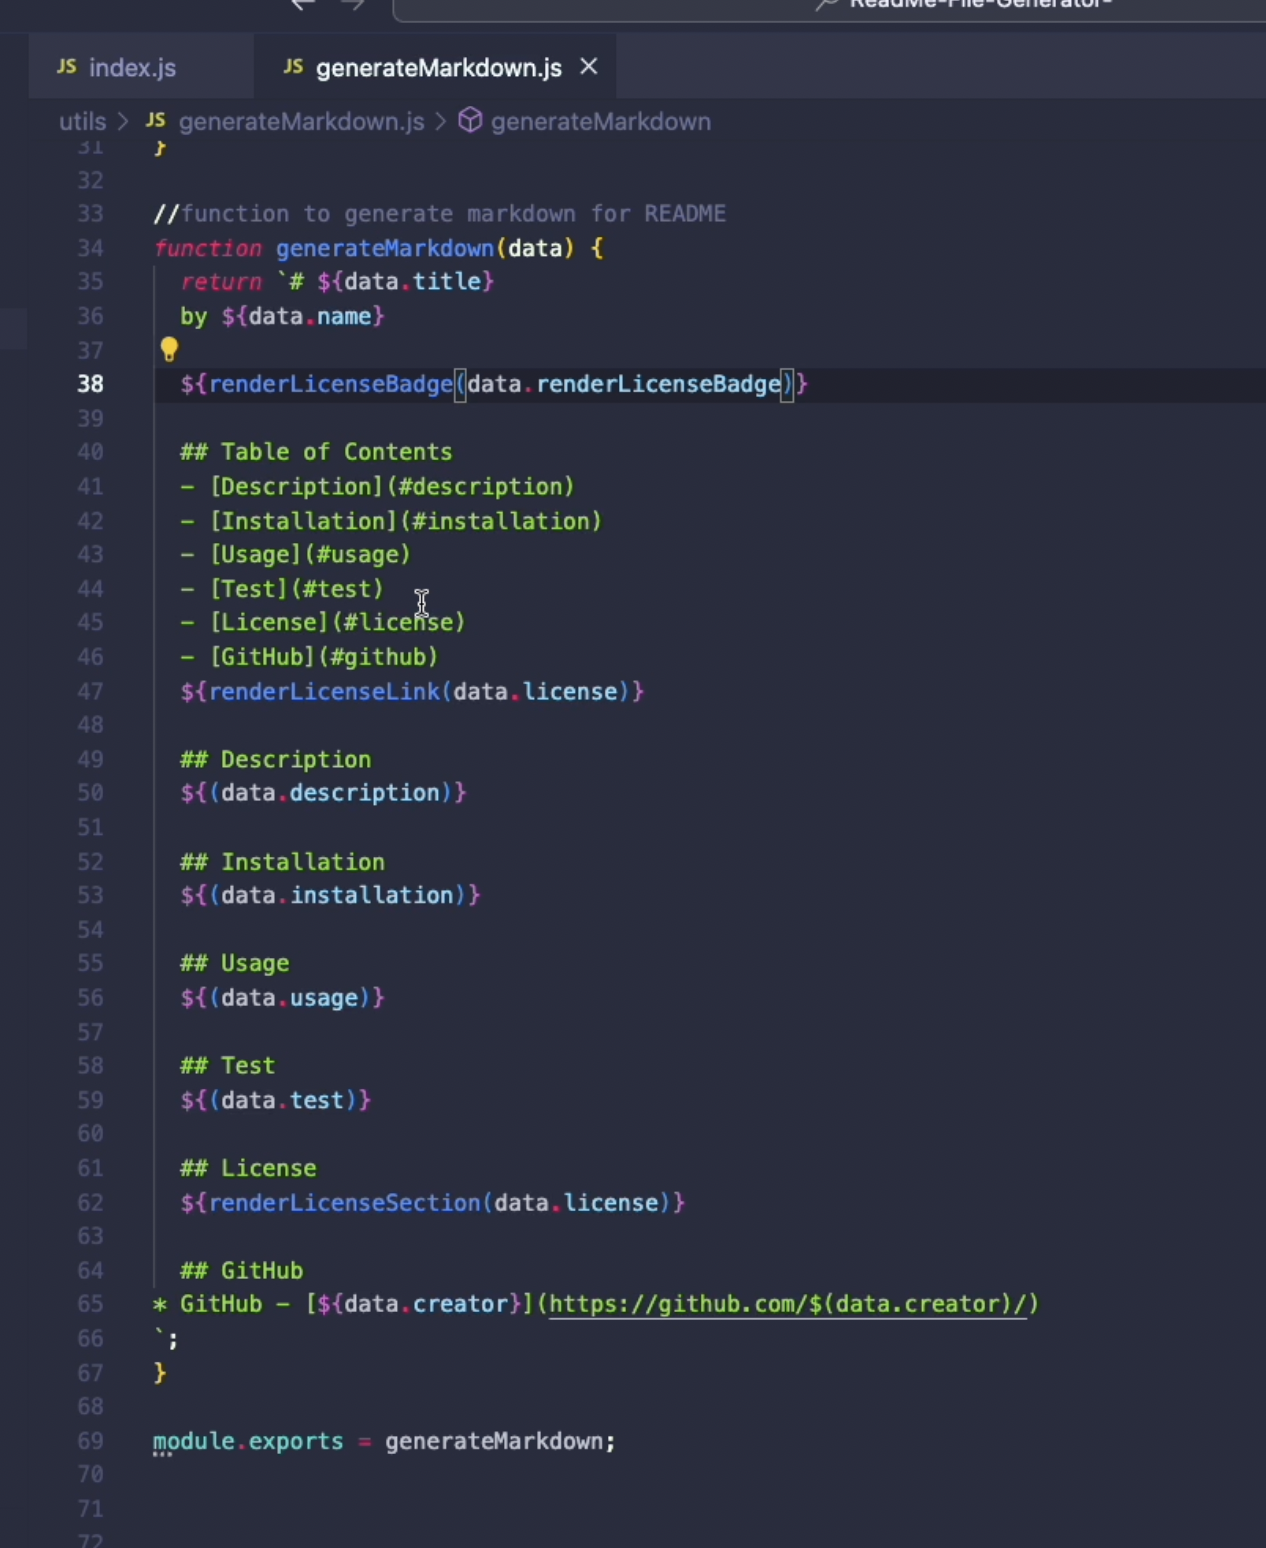 ReadMe-File-Generator-
JS index.js JS generateMarkdown.js ×
utils > JS generateMarkdown.js > generateMarkdown
31 }
32
33 //function to generate markdown for README
34 function generateMarkdown(data) {
35 return `# ${data.title}
36 by ${data.name}
37
38 ${renderLicenseBadge(data.renderLicenseBadge)}
39
40 ## Table of Contents
41 - [Description](#description)
42 - [Installation](#installation)
43 - [Usage](#usage)
44 - [Test](#test)
45 - [License](#license)
46 - [GitHub](#github)
47 ${renderLicenseLink(data.license)}
48
49 ## Description
50 ${(data.description)}
51
52 ## Installation
53 ${(data.installation)}
54
55 ## Usage
56 ${(data.usage)}
57
58 ## Test
59 ${(data.test)}
60
61 ## License
62 ${renderLicenseSection(data.license)}
63
64 ## GitHub
65 * GitHub - [${data.creator}](https://github.com/$(data.creator)/)
66 `;
67 }
68
69 module.exports = generateMarkdown;
70
71
72